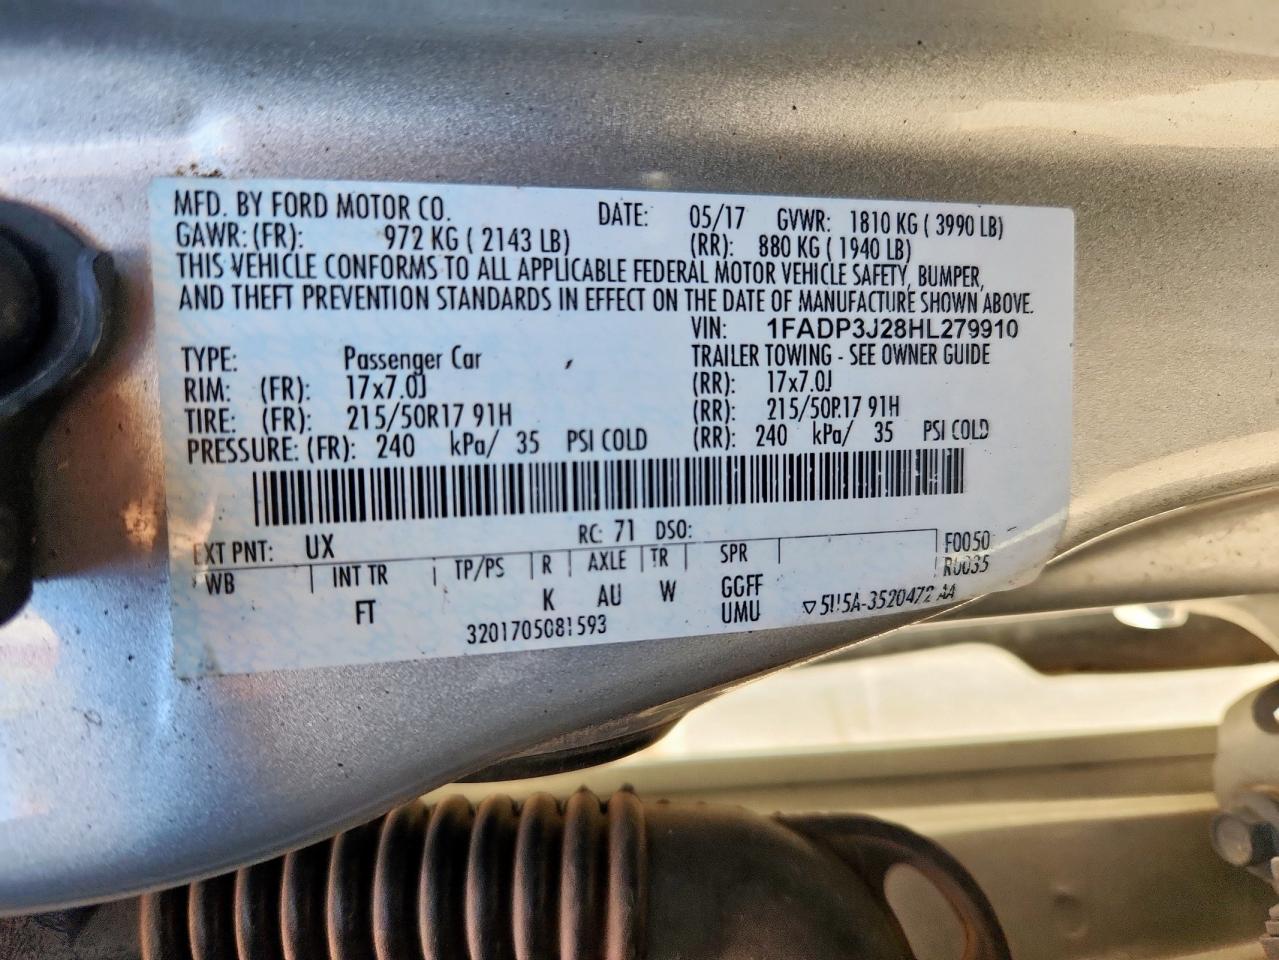 MFD. BY FORD MOTOR CO. DATE: 05/17 GVWR: 1810 KG ( 3990 LB)
GAWR: (FR): 972 KG ( 2143 LB) (RR): 880 KG ( 1940 LB)
THIS VEHICLE CONFORMS TO ALL APPLICABLE FEDERAL MOTOR VEHICLE SAFETY, BUMPER,
AND THEFT PREVENTION STANDARDS IN EFFECT ON THE DATE OF MANUFACTURE SHOWN ABOVE.
VIN: 1FADP3J28HL279910
TYPE: Passenger Car TRAILER TOWING - SEE OWNER GUIDE
RIM: (FR): 17x7.0J (RR): 17x7.0J
TIRE: (FR): 215/50R17 91H (RR): 215/50R17 91H
PRESSURE: (FR): 240 kPa/ 35 PSI COLD (RR): 240 kPa/ 35 PSI COLD
EXT PNT: UX RC: 71 DSO:
WB INT TR TP/PS R AXLE TR SPR F0050
R0035
FT K AU W GGFF
UMU
3201705081593 ▽5U5A-3520472 AA